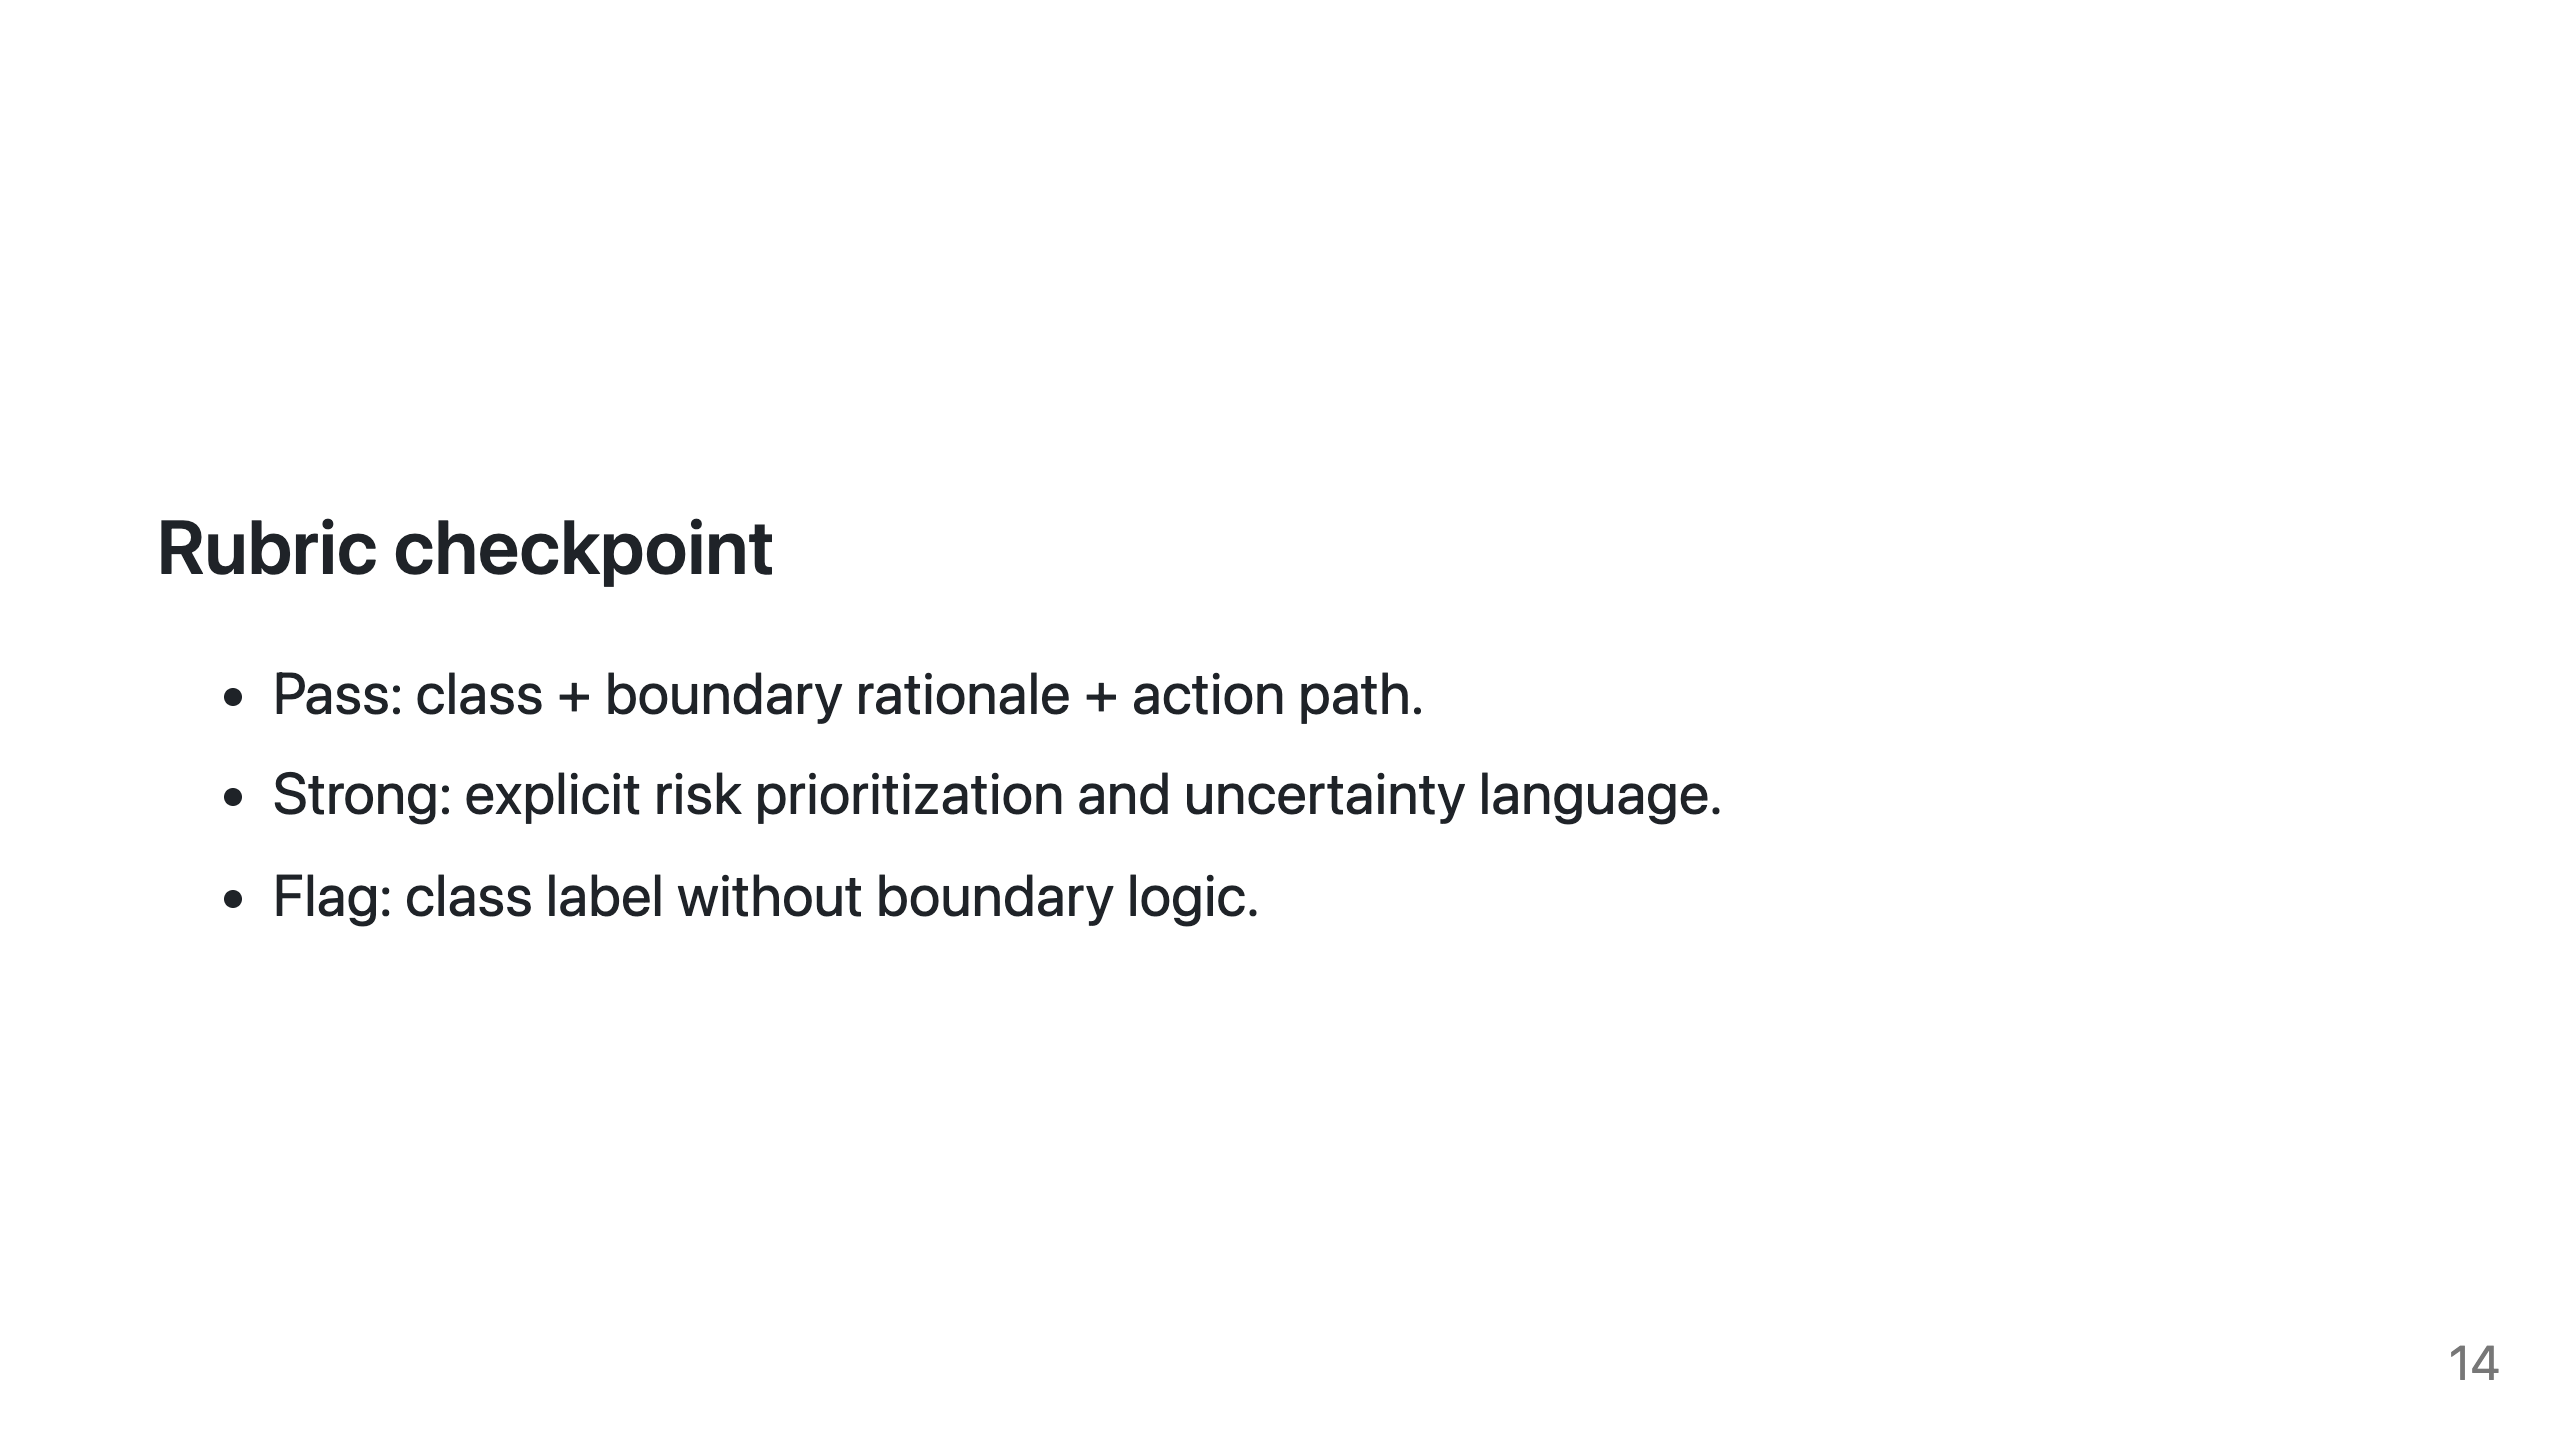 Rubric checkpoint
• Pass: class + boundary rationale + action path.
• Strong: explicit risk prioritization and uncertainty language.
• Flag: class label without boundary logic.
14